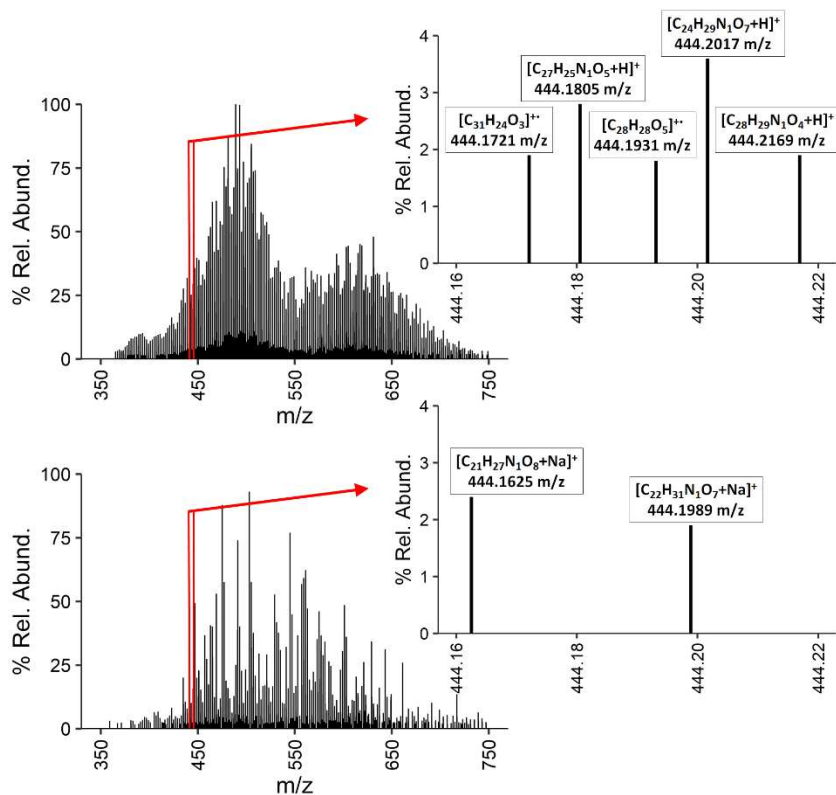 [C24H29N1O7+H]+
444.2017 m/z
[C27H25N1O5+H]+
444.1805 m/z
[C31H24O3]+•
444.1721 m/z
[C28H28O5]+•
444.1931 m/z
[C28H29N1O4+H]+
444.2169 m/z
% Rel. Abund.
4
3
2
1
0
444.16
444.18
444.20
444.22
% Rel. Abund.
100
75
50
25
0
350
450
550
650
750
m/z
[C21H27N1O8+Na]+
444.1625 m/z
[C22H31N1O7+Na]+
444.1989 m/z
% Rel. Abund.
4
3
2
1
0
444.16
444.18
444.20
444.22
% Rel. Abund.
100
75
50
25
0
350
450
550
650
750
m/z